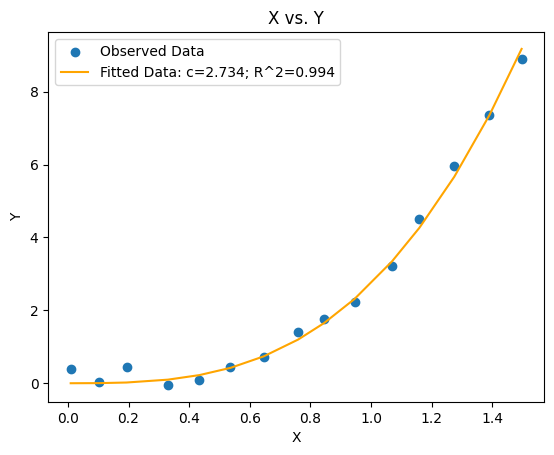 X vs. Y
Observed Data
Fitted Data: c=2.734; R^2=0.994
8
6
4
2
0
Y
0.0 0.2 0.4 0.6 0.8 1.0 1.2 1.4
X